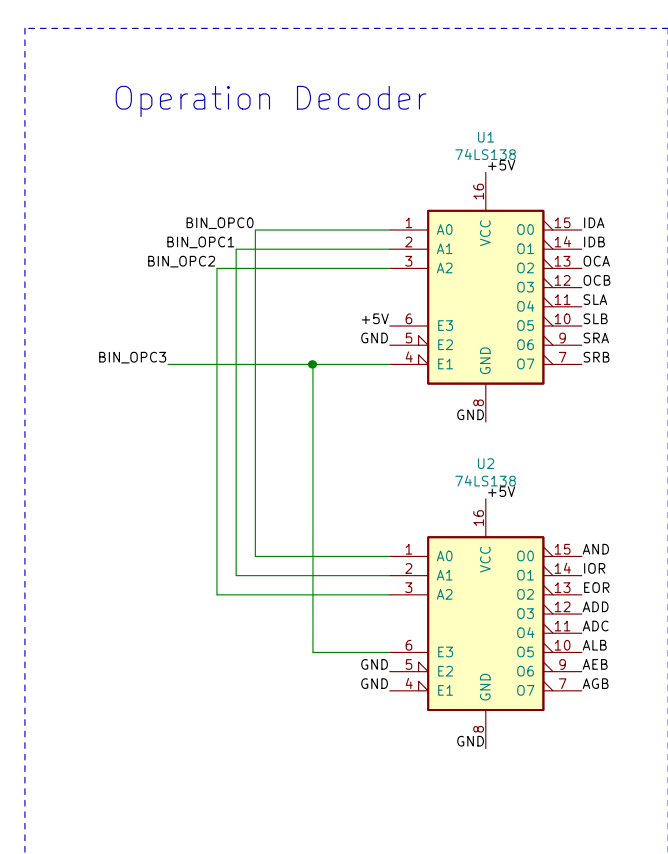 Operation Decoder
U1
74LS138
+5V
16
BIN_OPC0 1 A0 VCC O0 15 IDA
BIN_OPC1 2 A1 O1 14 IDB
BIN_OPC2 3 A2 O2 13 OCA
O3 12 OCB
O4 11 SLA
+5V 6 E3 O5 10 SLB
GND 5 E2 O6 9 SRA
BIN_OPC3 4 E1 GND O7 7 SRB
8
GND
U2
74LS138
+5V
16
1 A0 VCC O0 15 AND
2 A1 O1 14 IOR
3 A2 O2 13 EOR
O3 12 ADD
O4 11 ADC
6 E3 O5 10 ALB
GND 5 E2 O6 9 AEB
GND 4 E1 GND O7 7 AGB
8
GND